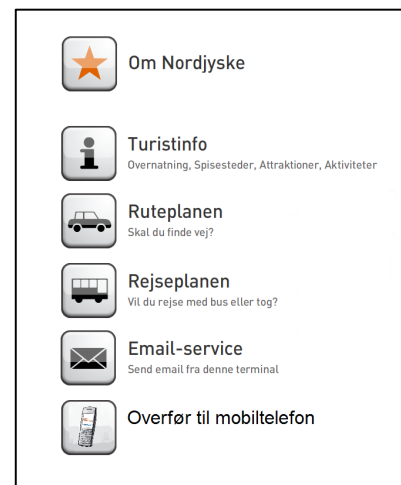 Om Nordjyske
Turistinfo
Overnatning, Spisesteder, Attraktioner, Aktiviteter
Ruteplanen
Skal du finde vej?
Rejseplanen
Vil du rejse med bus eller tog?
Email-service
Send email fra denne terminal
Overfør til mobiltelefon